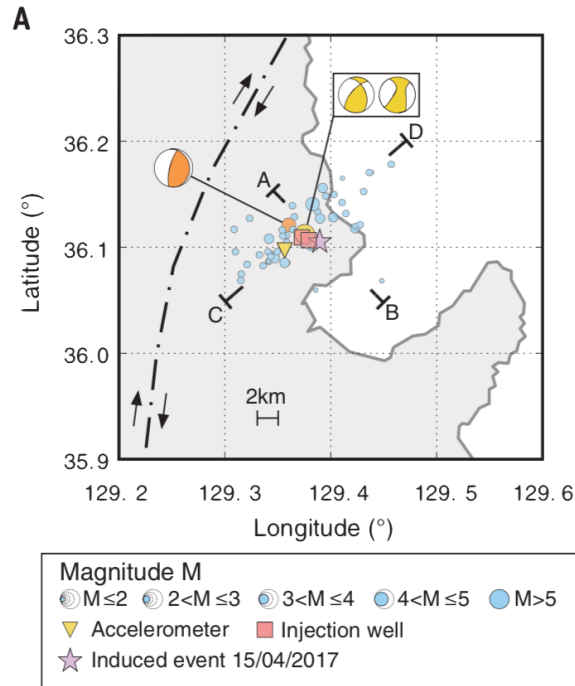 A
36.3
36.2
36.1
36.0
35.9
Latitude (°)
D
A
C
B
2km
129. 2 129. 3 129. 4 129. 5 129. 6
Longitude (°)
Magnitude M
M ≤2 2<M ≤3 3<M ≤4 4<M ≤5 M>5
Accelerometer Injection well
Induced event 15/04/2017